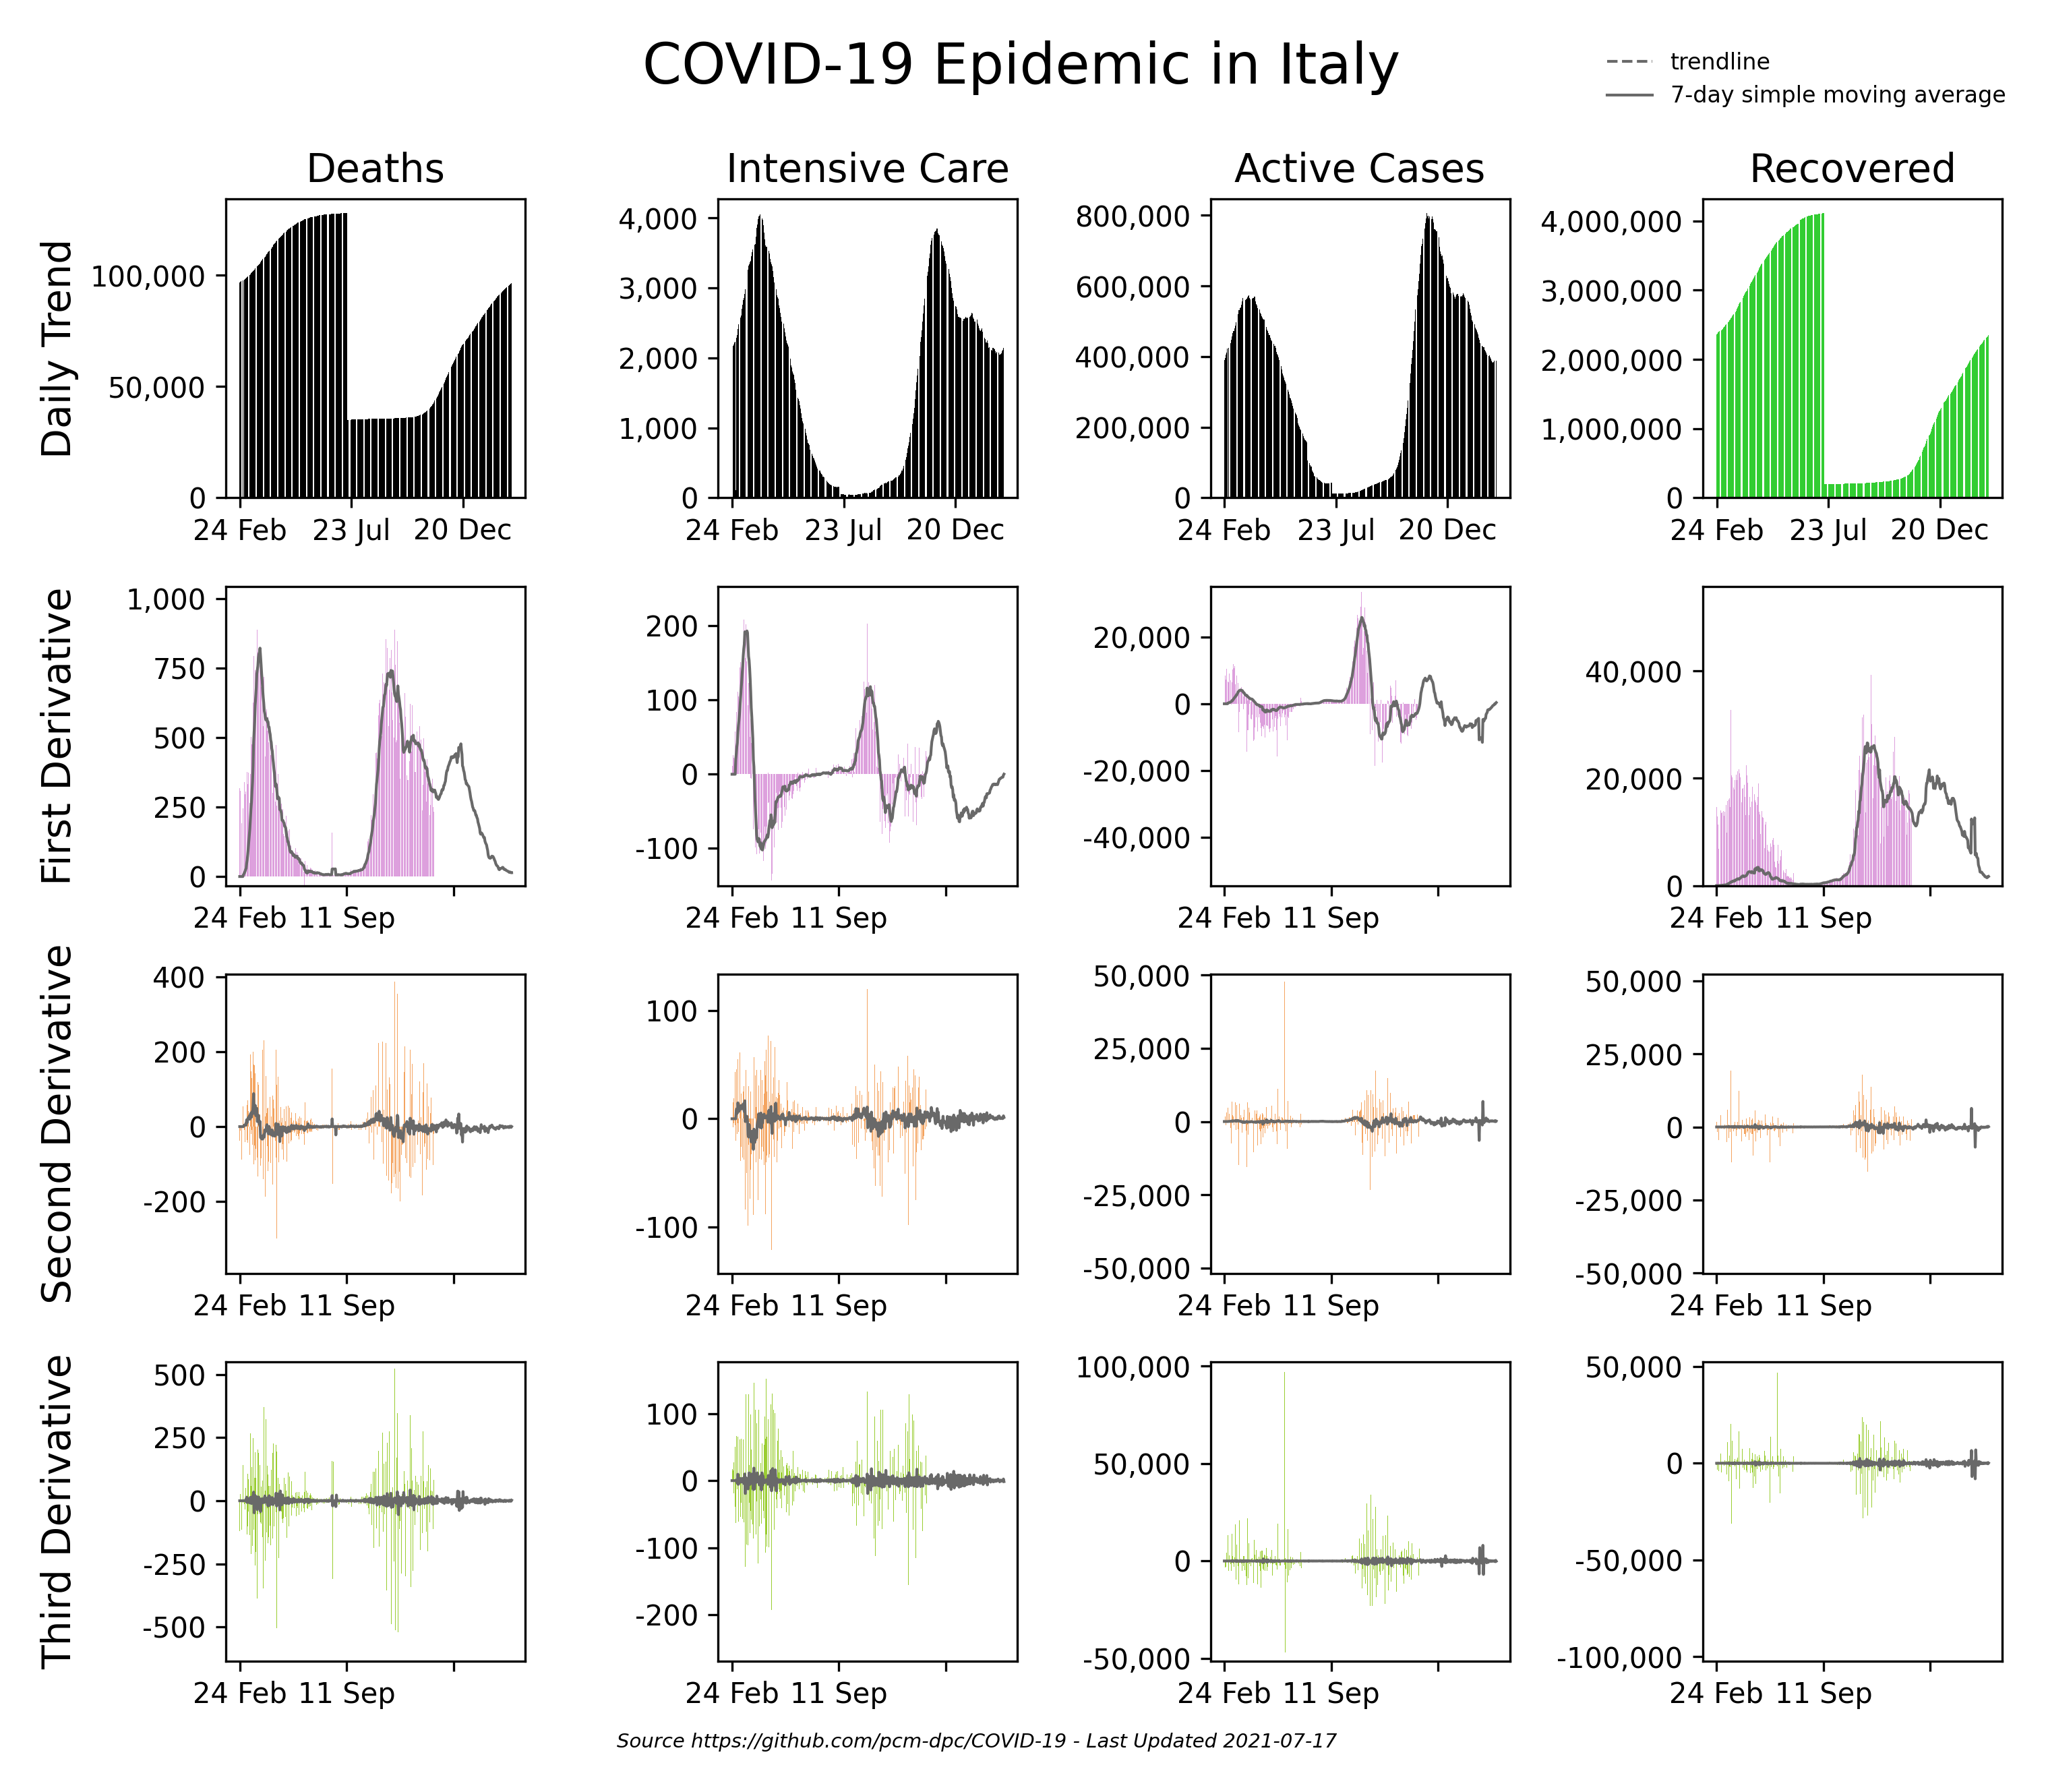 COVID-19 Epidemic in Italy
trendline
7-day simple moving average
Deaths
Intensive Care
Active Cases
Recovered
Daily Trend
100,000
50,000
0
24 Feb 23 Jul 20 Dec
4,000
3,000
2,000
1,000
0
24 Feb 23 Jul 20 Dec
800,000
600,000
400,000
200,000
0
24 Feb 23 Jul 20 Dec
4,000,000
3,000,000
2,000,000
1,000,000
0
24 Feb 23 Jul 20 Dec
First Derivative
1,000
750
500
250
0
24 Feb 11 Sep
200
100
0
-100
24 Feb 11 Sep
20,000
0
-20,000
-40,000
24 Feb 11 Sep
40,000
20,000
0
24 Feb 11 Sep
Second Derivative
400
200
0
-200
24 Feb 11 Sep
100
0
-100
24 Feb 11 Sep
50,000
25,000
0
-25,000
-50,000
24 Feb 11 Sep
50,000
25,000
0
-25,000
-50,000
24 Feb 11 Sep
Third Derivative
500
250
0
-250
-500
24 Feb 11 Sep
100
0
-100
-200
24 Feb 11 Sep
100,000
50,000
0
-50,000
24 Feb 11 Sep
50,000
0
-50,000
-100,000
24 Feb 11 Sep
Source https://github.com/pcm-dpc/COVID-19 - Last Updated 2021-07-17